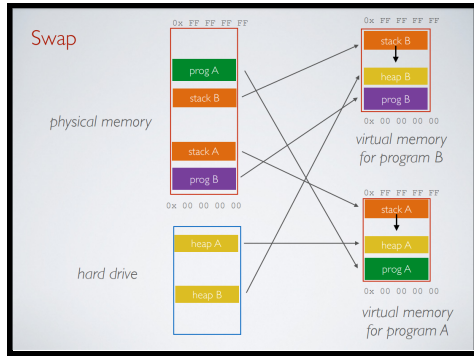 Swap
0x FF FF FF FF
prog A
stack B
physical memory
stack A
prog B
0x 00 00 00 00
heap A
hard drive
heap B
0x FF FF FF FF
stack B
heap B
prog B
0x 00 00 00 00
virtual memory
for program B
0x FF FF FF FF
stack A
heap A
prog A
0x 00 00 00 00
virtual memory
for program A